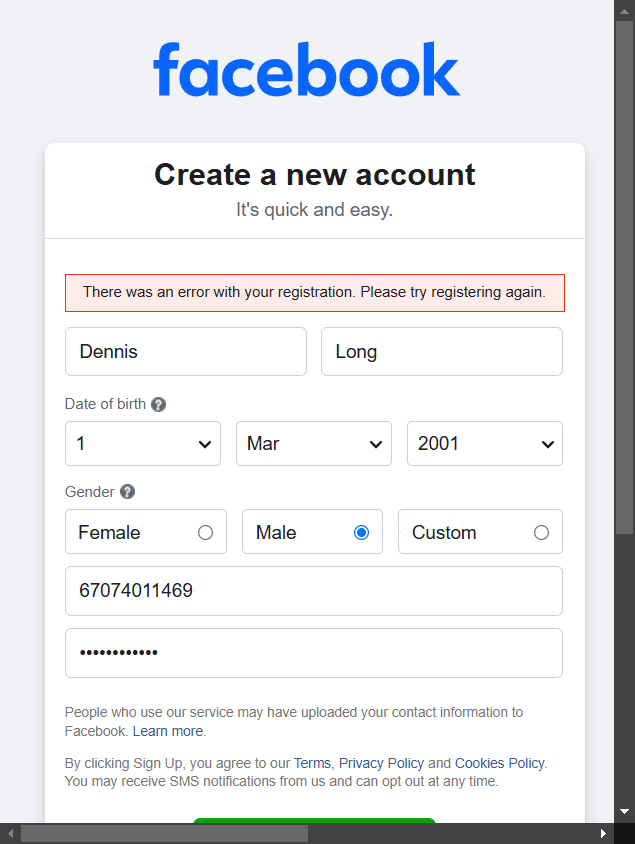 facebook
Create a new account
It's quick and easy.
There was an error with your registration. Please try registering again.
Dennis Long
Date of birth ?
1 Mar 2001
Gender ?
Female Male Custom
67074011469
••••••••••••
People who use our service may have uploaded your contact information to
Facebook. Learn more.
By clicking Sign Up, you agree to our Terms, Privacy Policy and Cookies Policy.
You may receive SMS notifications from us and can opt out at any time.